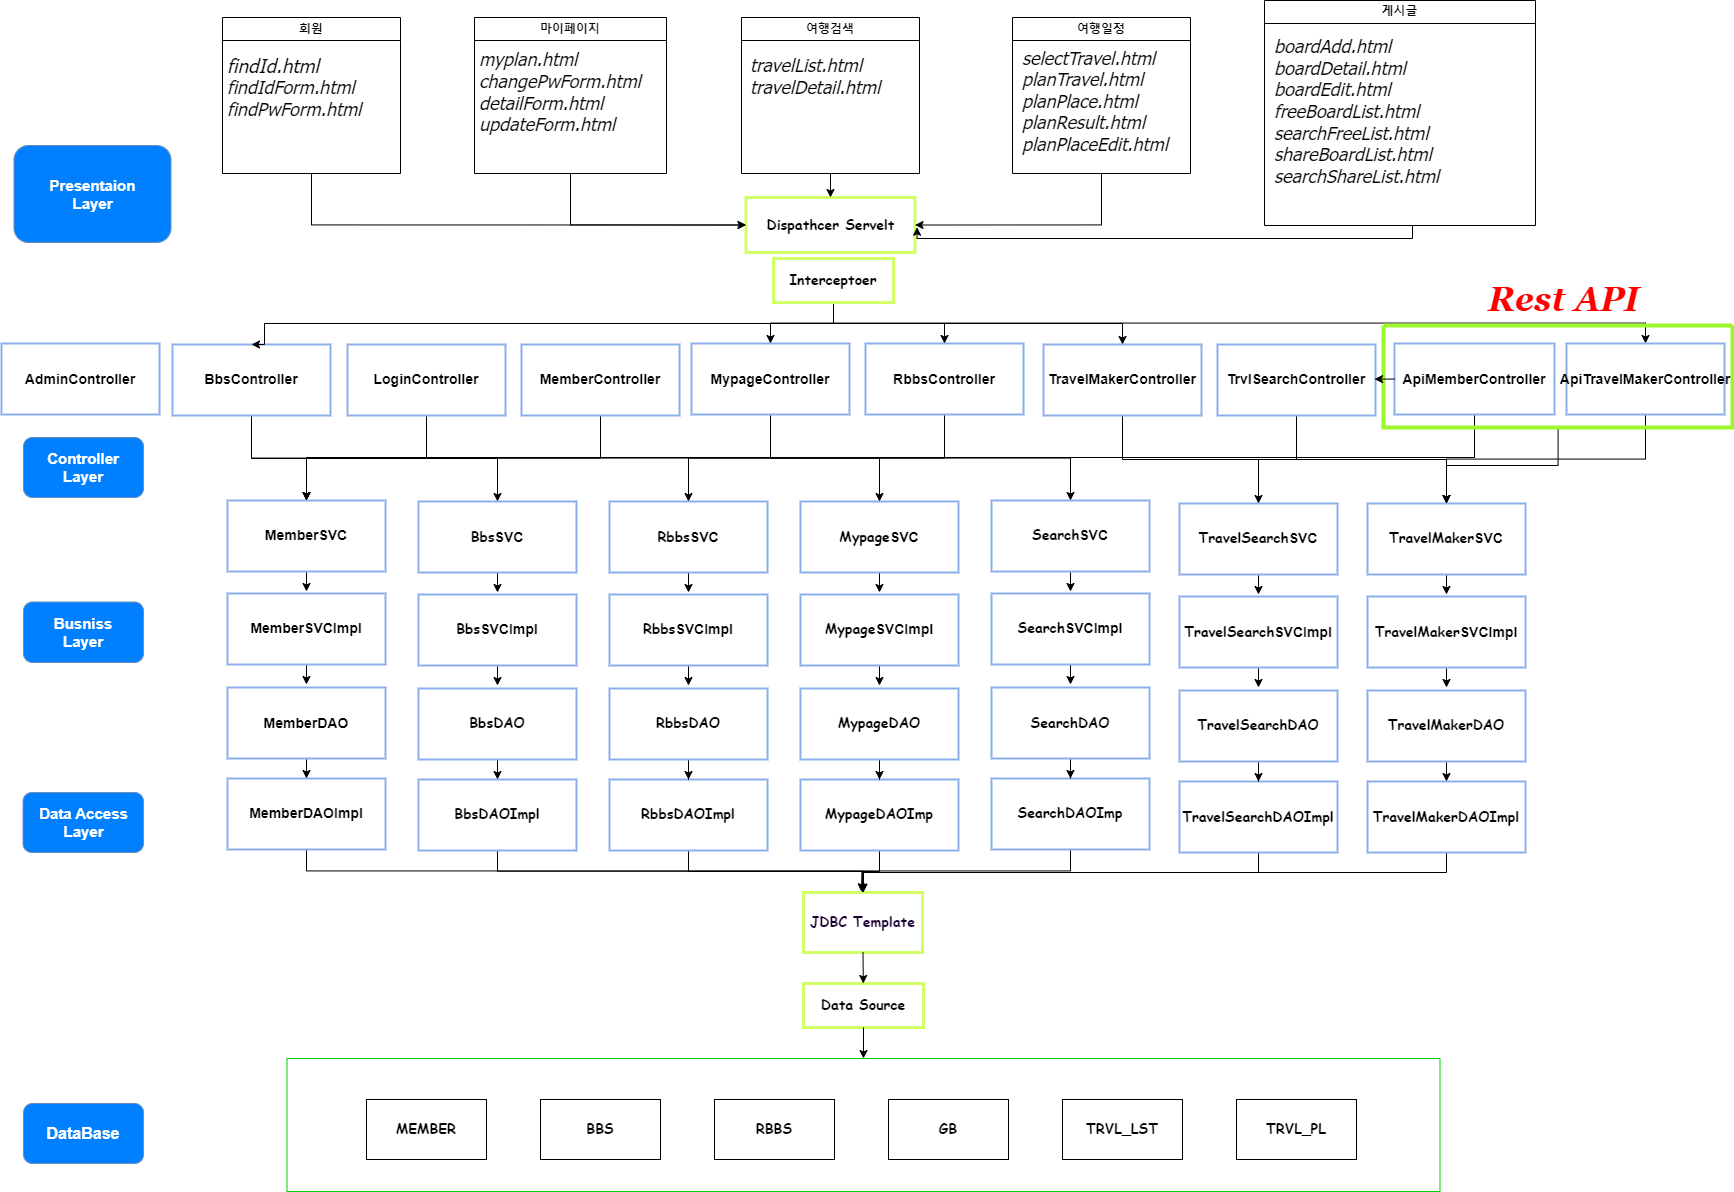 회원
findId.html
findIdForm.html
findPwForm.html
마이페이지
myplan.html
changePwForm.html
detailForm.html
updateForm.html
여행검색
travelList.html
travelDetail.html
여행일정
selectTravel.html
planTravel.html
planPlace.html
planResult.html
planPlaceEdit.html
게시글
boardAdd.html
boardDetail.html
boardEdit.html
freeBoardList.html
searchFreeList.html
shareBoardList.html
searchShareList.html
Presentaion
Layer
Dispathcer Servelt
Interceptoer
Rest API
AdminController
BbsController
LoginController
MemberController
MypageController
RbbsController
TravelMakerController
TrvlSearchController
ApiMemberController
ApiTravelMakerController
Controller
Layer
MemberSVC
BbsSVC
RbbsSVC
MypageSVC
SearchSVC
TravelSearchSVC
TravelMakerSVC
Busniss
Layer
MemberSVCImpl
BbsSVCImpl
RbbsSVCImpl
MypageSVCImpl
SearchSVCImpl
TravelSearchSVCImpl
TravelMakerSVCImpl
MemberDAO
BbsDAO
RbbsDAO
MypageDAO
SearchDAO
TravelSearchDAO
TravelMakerDAO
Data Access
Layer
MemberDAOImpl
BbsDAOImpl
RbbsDAOImpl
MypageDAOImp
SearchDAOImp
TravelSearchDAOImpl
TravelMakerDAOImpl
JDBC Template
Data Source
DataBase
MEMBER
BBS
RBBS
GB
TRVL_LST
TRVL_PL